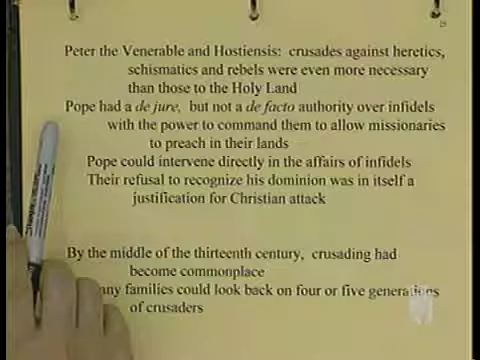 Peter the Venerable and Hostiensis: crusades against heretics,
schismatics and rebels were even more necessary
than those to the Holy Land
Pope had a de jure, but not a de facto authority over infidels
with the power to command them to allow missionaries
to preach in their lands
Pope could intervene directly in the affairs of infidels
Their refusal to recognize his dominion was in itself a
justification for Christian attack
By the middle of the thirteenth century, crusading had
become commonplace
any families could look back on four or five generations
of crusaders